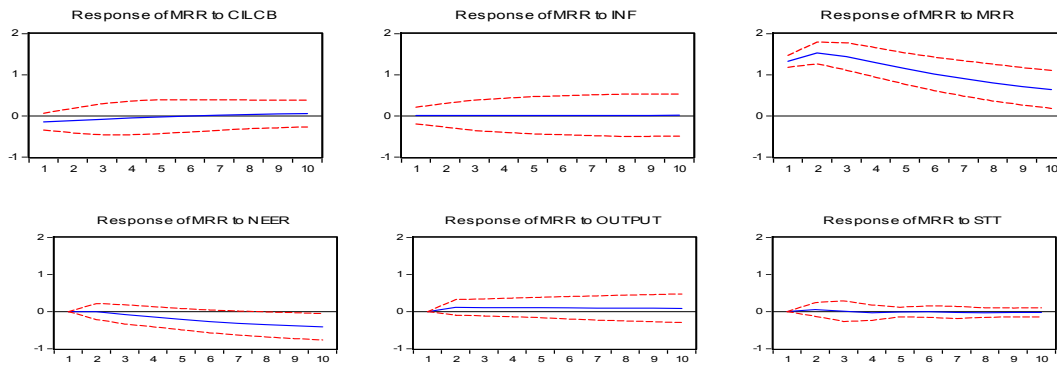 Response of MRR to CILCB
Response of MRR to INF
Response of MRR to MRR
2
1
0
-1
1 2 3 4 5 6 7 8 9 10
2
1
0
-1
1 2 3 4 5 6 7 8 9 10
2
1
0
-1
1 2 3 4 5 6 7 8 9 10
Response of MRR to NEER
Response of MRR to OUTPUT
Response of MRR to STT
2
1
0
-1
1 2 3 4 5 6 7 8 9 10
2
1
0
-1
1 2 3 4 5 6 7 8 9 10
2
1
0
-1
1 2 3 4 5 6 7 8 9 10